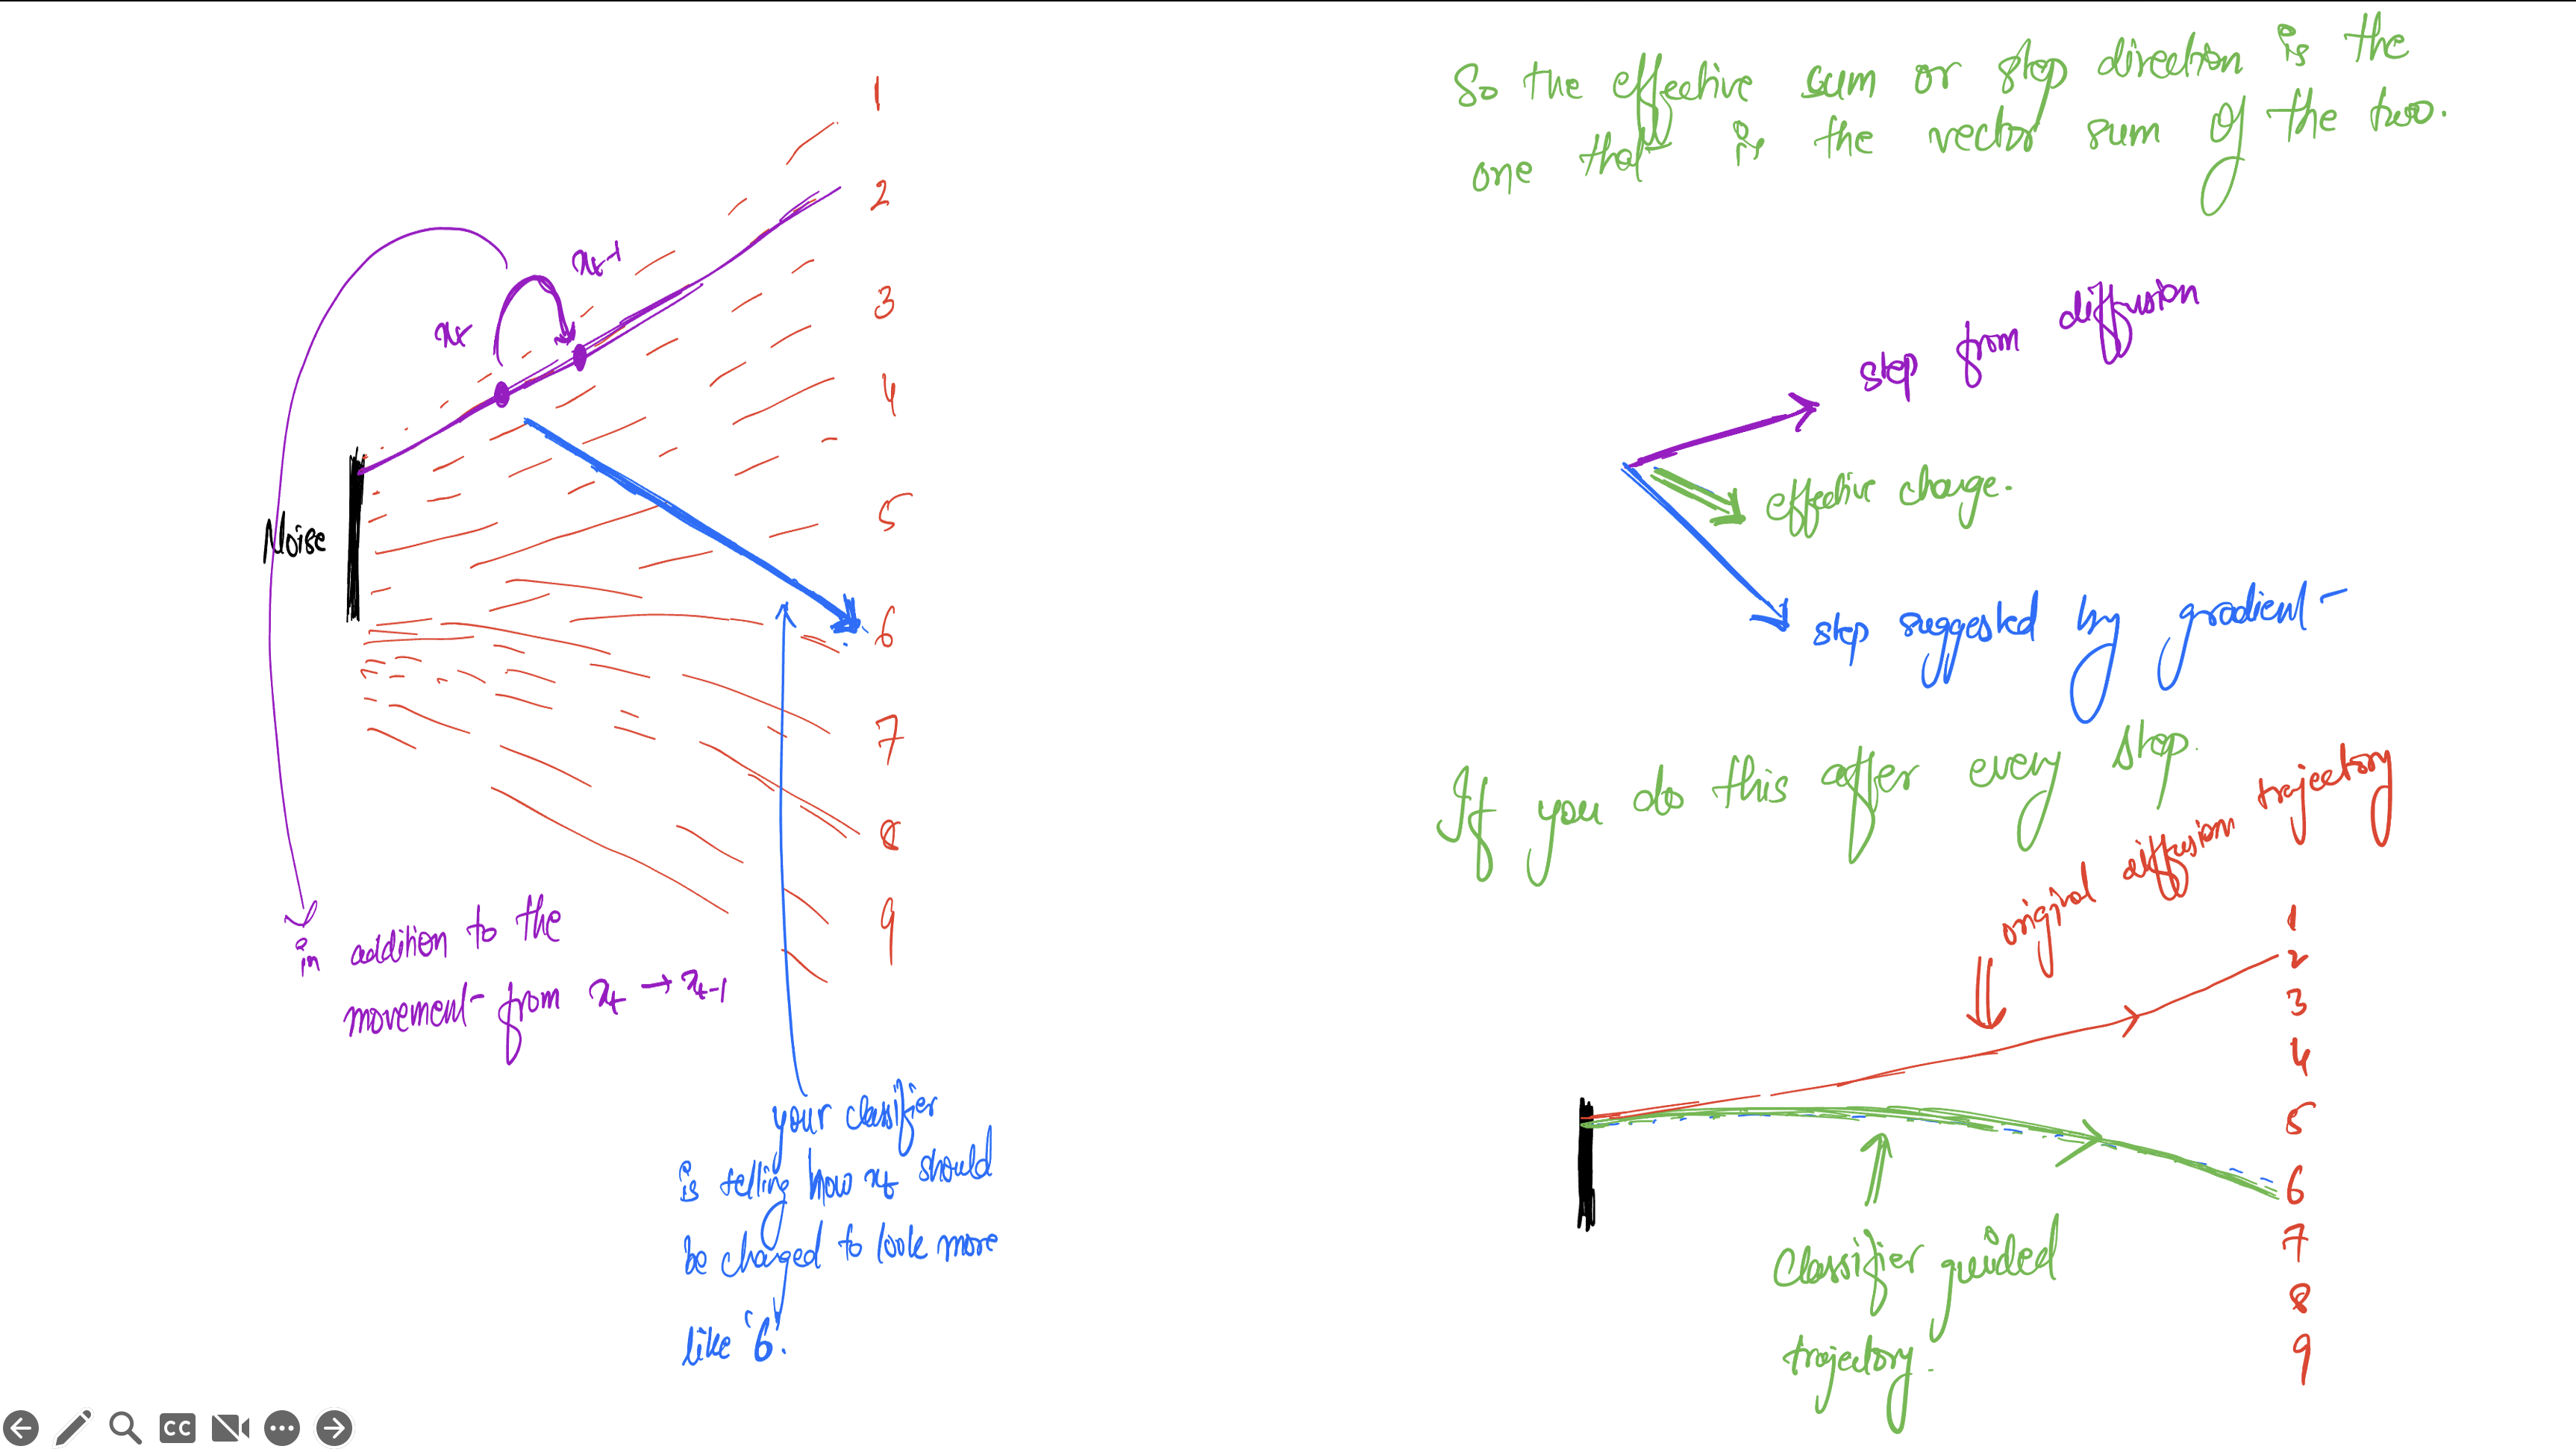 1
2
3
4
5
6
7
8
9
x_t
x_t-1
Noise
in addition to the
movement from x_t → x_t-1
your classifier
is telling how x_t should
be changed to look more
like '6'.
So the effective sum or step direction is the
one that is the vector sum of the two.
step from diffusion
effective change.
step suggested by gradient
If you do this after every step.
original diffusion trajectory
1
2
3
4
5
6
7
8
9
Classifier guided
trajectory.
CC